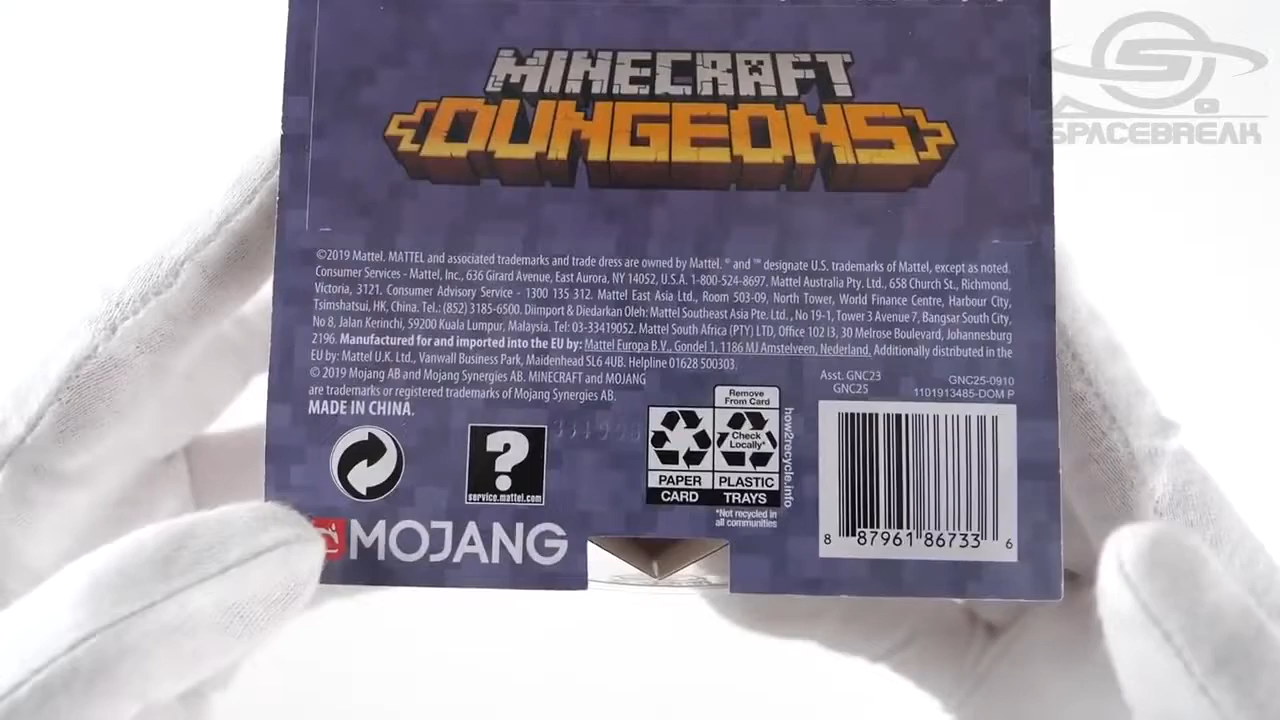 MINECRAFT
DUNGEONS
SPACEBREAK
©2019 Mattel. MATTEL and associated trademarks and trade dress are owned by Mattel. ® and ™ designate U.S. trademarks of Mattel, except as noted.
Consumer Services - Mattel, Inc., 636 Girard Avenue, East Aurora, NY 14052, U.S.A. 1-800-524-8697. Mattel Australia Pty. Ltd., 658 Church St., Richmond,
Victoria, 3121. Consumer Advisory Service - 1300 135 312. Mattel East Asia Ltd., Room 503-09, North Tower, World Finance Centre, Harbour City,
Tsimshatsui, HK, China. Tel.: (852) 3185-6500. Diimport & Diedarkan Oleh: Mattel Southeast Asia Pte. Ltd., No 19-1, Tower 3 Avenue 7, Bangsar South City,
No 8, Jalan Kerinchi, 59200 Kuala Lumpur, Malaysia. Tel: 03-33419052. Mattel South Africa (PTY) LTD, Office 102 I3, 30 Melrose Boulevard, Johannesburg
2196. Manufactured for and imported into the EU by: Mattel Europa B.V., Gondel 1, 1186 MJ Amstelveen, Nederland. Additionally distributed in the
EU by: Mattel U.K. Ltd., Vanwall Business Park, Maidenhead SL6 4UB. Helpline 01628 500303.
© 2019 Mojang AB and Mojang Synergies AB. MINECRAFT and MOJANG
are trademarks or registered trademarks of Mojang Synergies AB.
MADE IN CHINA.
Asst. GNC23
GNC25
GNC25-0910
1101913485-DOM P
?
service.mattel.com
Remove
From Card
Check
Locally*
PAPER
CARD
PLASTIC
TRAYS
*Not recycled in
all communities
how2recycle.info
8 87961 86733 6
MOJANG